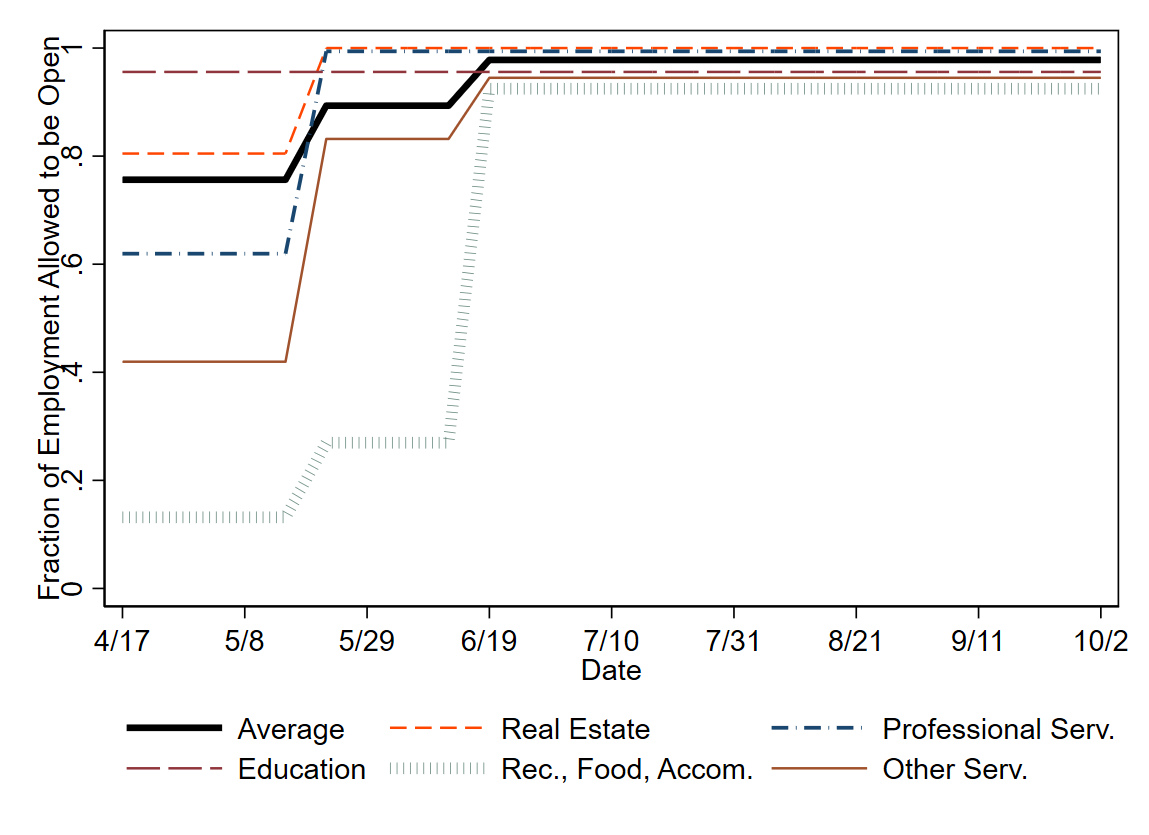 Fraction of Employment Allowed to be Open
1
.8
.6
.4
.2
0
4/17 5/8 5/29 6/19 7/10 7/31 8/21 9/11 10/2
Date
Average Real Estate Professional Serv.
Education Rec., Food, Accom. Other Serv.